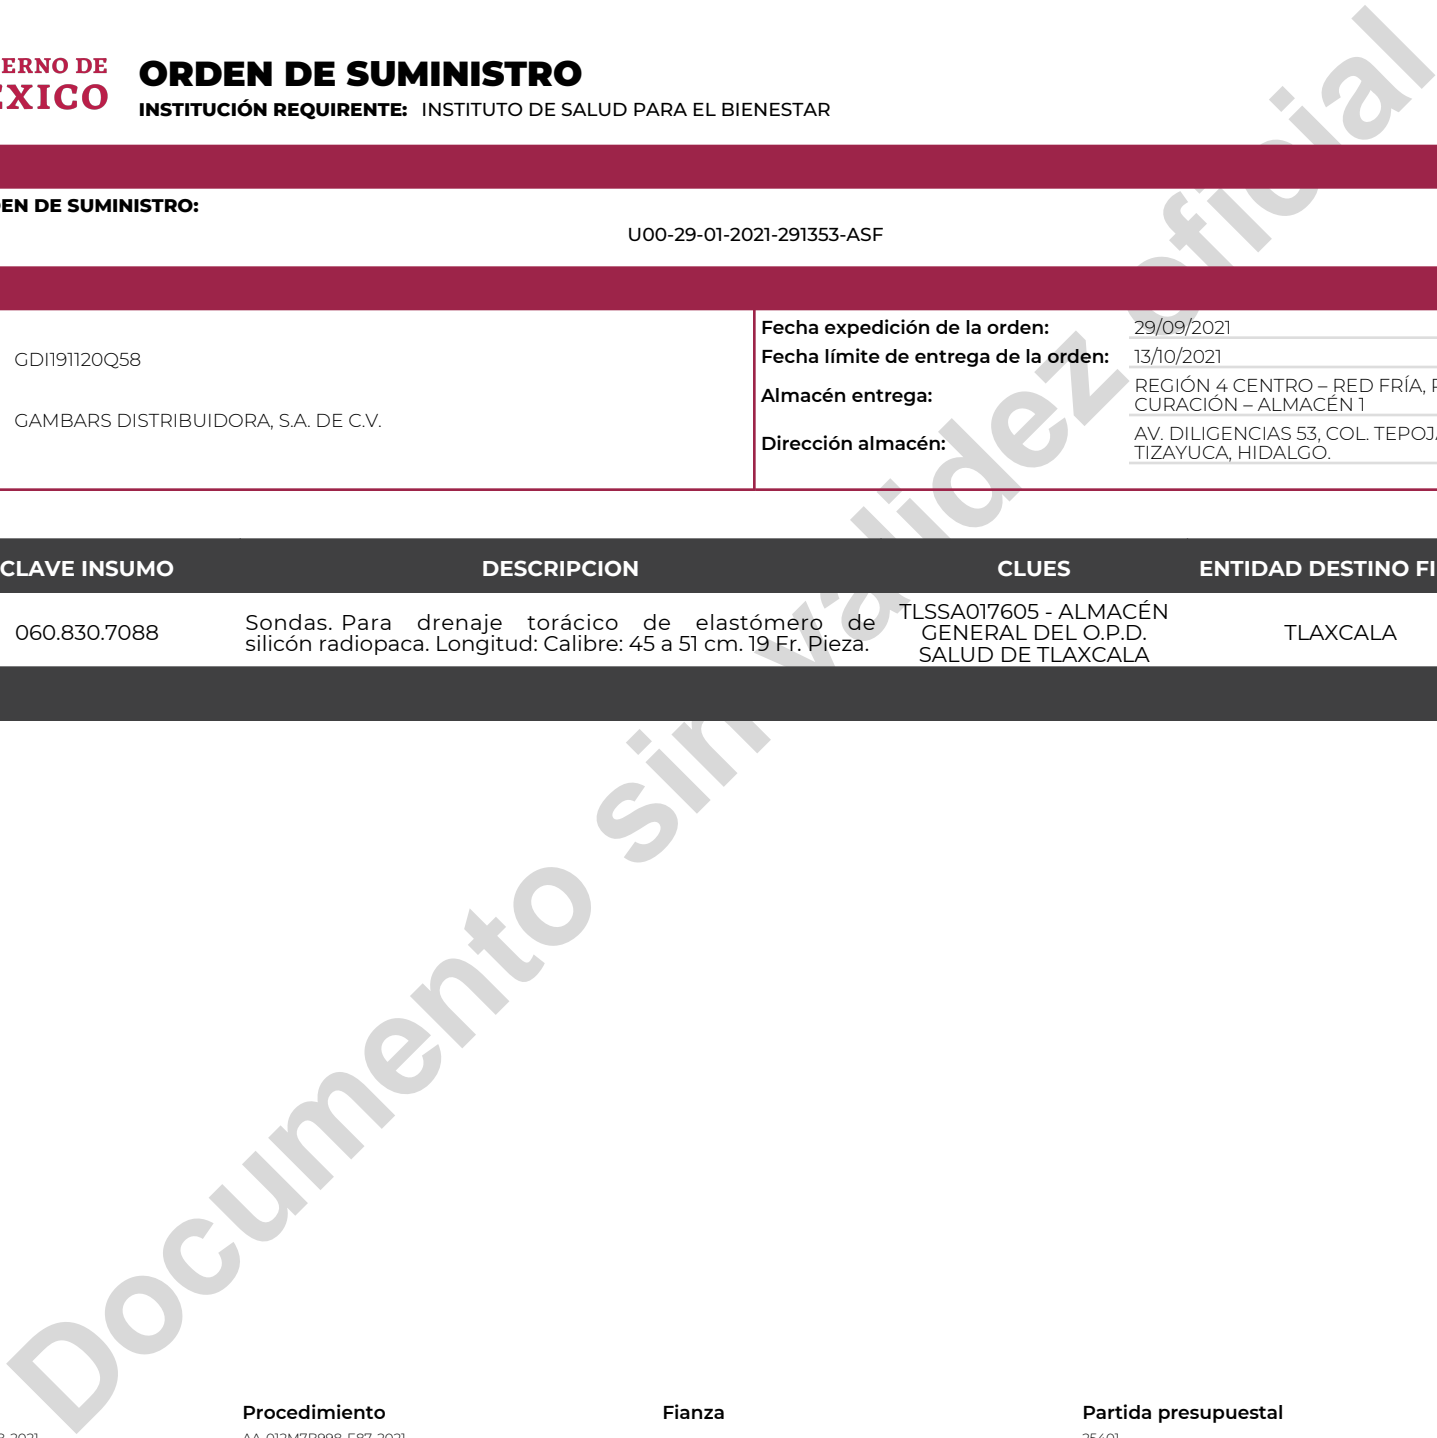 ERNO DE
EXICO
ORDEN DE SUMINISTRO
INSTITUCIÓN REQUIRENTE: INSTITUTO DE SALUD PARA EL BIENESTAR
EN DE SUMINISTRO:
U00-29-01-2021-291353-ASF
GDI191120Q58
GAMBARS DISTRIBUIDORA, S.A. DE C.V.
Fecha expedición de la orden: 29/09/2021
Fecha límite de entrega de la orden: 13/10/2021
Almacén entrega: REGIÓN 4 CENTRO – RED FRÍA,
CURACIÓN – ALMACÉN 1
Dirección almacén: AV. DILIGENCIAS 53, COL. TEPOJA
TIZAYUCA, HIDALGO.
CLAVE INSUMO DESCRIPCION CLUES ENTIDAD DESTINO FI
060.830.7088
Sondas. Para drenaje torácico de elastómero de
silicón radiopaca. Longitud: Calibre: 45 a 51 cm. 19 Fr. Pieza.
TLSSA017605 - ALMACÉN
GENERAL DEL O.P.D.
SALUD DE TLAXCALA
TLAXCALA
Documento sin validez oficial
Procedimiento Fianza Partida presupuestal